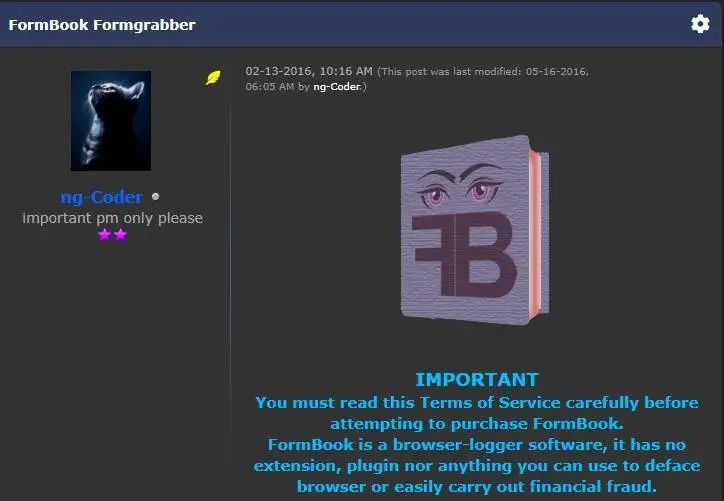 FormBook Formgrabber
ng-Coder
important pm only please
02-13-2016, 10:16 AM (This post was last modified: 05-16-2016,
06:05 AM by ng-Coder.)
FB
IMPORTANT
You must read this Terms of Service carefully before
attempting to purchase FormBook.
FormBook is a browser-logger software, it has no
extension, plugin nor anything you can use to deface
browser or easily carry out financial fraud.